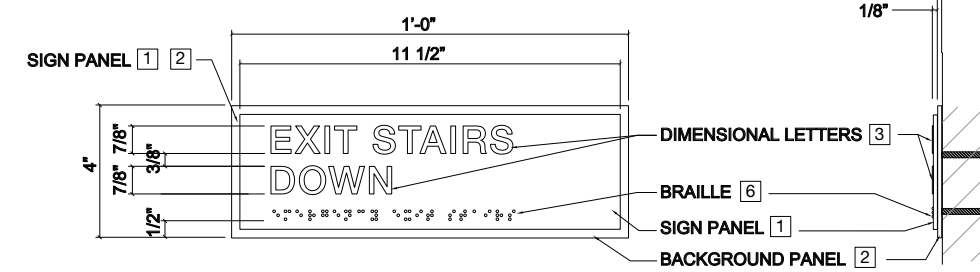 1/8"
1'-0"
11 1/2"
SIGN PANEL 1 2
4"
7/8"
3/8"
7/8"
1/2"
EXIT STAIRS
DOWN
DIMENSIONAL LETTERS 3
BRAILLE 6
SIGN PANEL 1
BACKGROUND PANEL 2